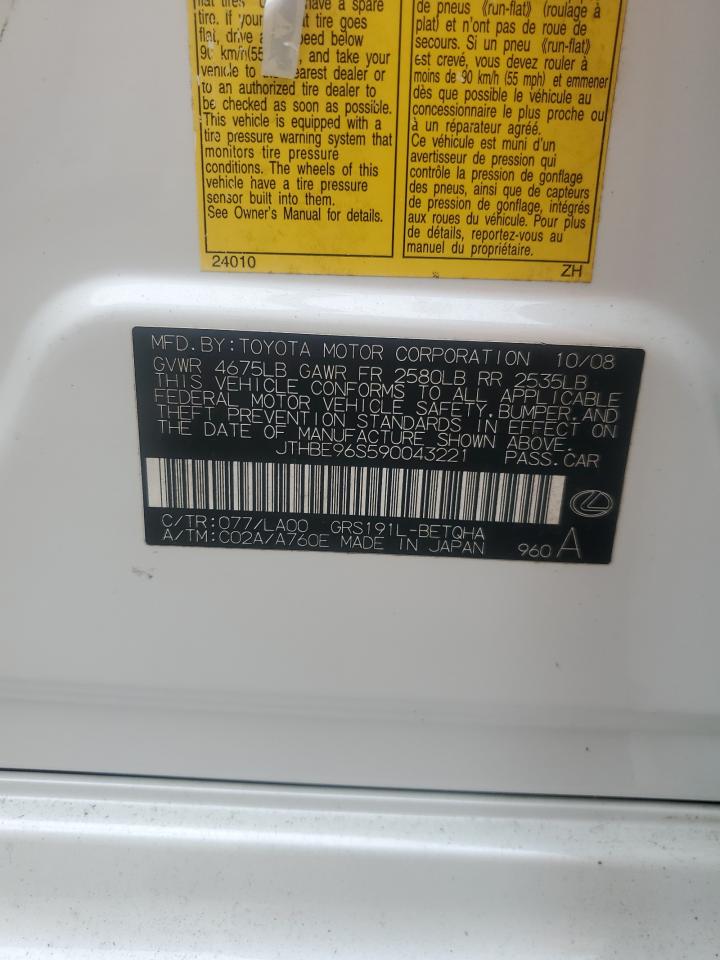 have a spare
tire. If your tire goes
flat, drive a speed below
90 km/h(55 , and take your
vehicle to nearest dealer or
to an authorized tire dealer to
be checked as soon as possible.
This vehicle is equipped with a
tire pressure warning system that
monitors tire pressure
conditions. The wheels of this
vehicle have a tire pressure
sensor built into them.
See Owner's Manual for details.
24010
de pneus 《run-flat》 (roulage à
plat) et n'ont pas de roue de
secours. Si un pneu 《run-flat》
est crevé, vous devez rouler à
moins de 90 km/h (55 mph) et emmener
dès que possible le véhicule au
concessionnaire le plus proche ou
à un réparateur agréé.
Ce véhicule est muni d'un
avertisseur de pression qui
contrôle la pression de gonflage
des pneus, ainsi que de capteurs
de pression de gonflage, intégrés
aux roues du véhicule. Pour plus
de détails, reportez-vous au
manuel du propriétaire.
ZH
MFD. BY: TOYOTA MOTOR CORPORATION 10/08
GVWR 4675LB GAWR FR 2580LB RR 2535LB
THIS VEHICLE CONFORMS TO ALL APPLICABLE
FEDERAL MOTOR VEHICLE SAFETY, BUMPER, AND
THEFT PREVENTION STANDARDS IN EFFECT ON
THE DATE OF MANUFACTURE SHOWN ABOVE.
JTHBE96S590043221 PASS. CAR
C/TR: 077/LA00 GRS191L-BETQHA
A/TM: C02A/A760E MADE IN JAPAN 960 A